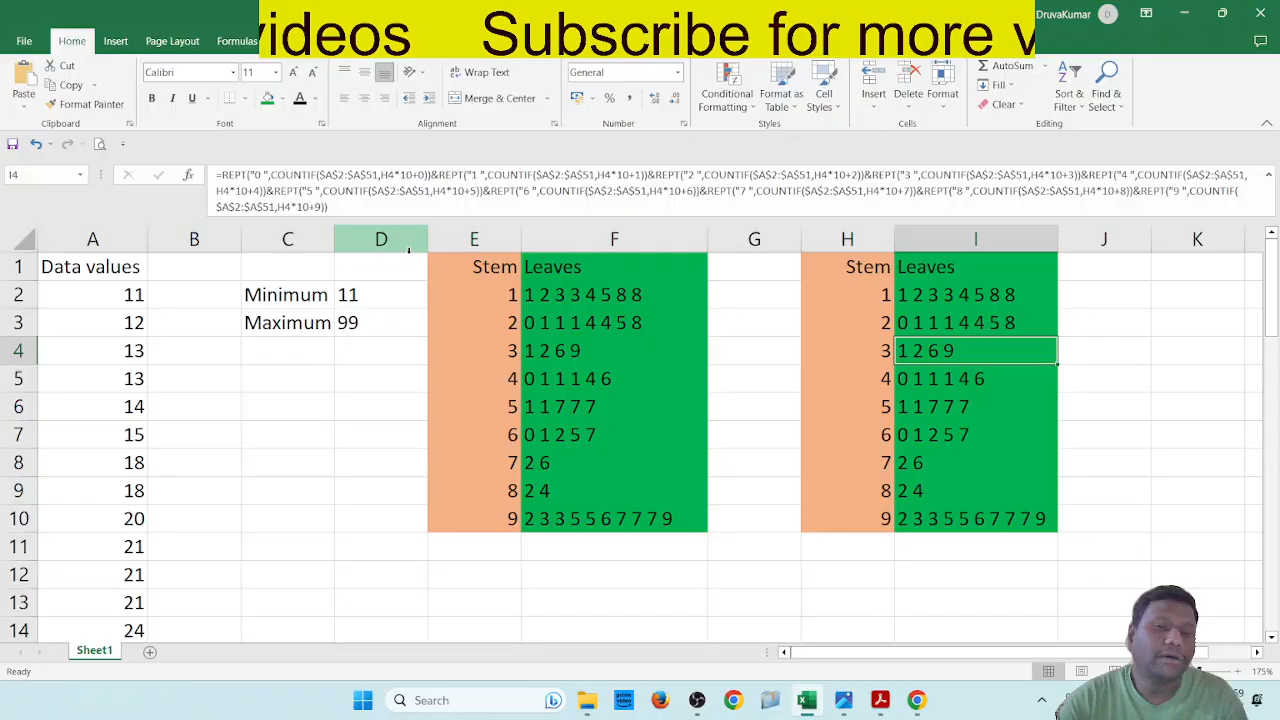 videos Subscribe for more v
DruvaKumar D
File Home Insert Page Layout Formulas
Cut
Copy
Format Painter
Paste
Clipboard
Calibri 11
B I U
Font
Wrap Text
Merge & Center
Alignment
General
Number
Conditional Formatting
Format as Table
Cell Styles
Styles
Insert Delete Format
Cells
AutoSum
Fill
Clear
Sort & Filter
Find & Select
Editing
I4
=REPT("0 ",COUNTIF($A$2:$A$51,H4*10+0))&REPT("1 ",COUNTIF($A$2:$A$51,H4*10+1))&REPT("2 ",COUNTIF($A$2:$A$51,H4*10+2))&REPT("3 ",COUNTIF($A$2:$A$51,H4*10+3))&REPT("4 ",COUNTIF($A$2:$A$51,
H4*10+4))&REPT("5 ",COUNTIF($A$2:$A$51,H4*10+5))&REPT("6 ",COUNTIF($A$2:$A$51,H4*10+6))&REPT("7 ",COUNTIF($A$2:$A$51,H4*10+7))&REPT("8 ",COUNTIF($A$2:$A$51,H4*10+8))&REPT("9 ",COUNTIF(
$A$2:$A$51,H4*10+9))
A B C D E F G H I J K
1 Data values Stem Leaves Stem Leaves
2 11 Minimum 11 1 1 2 3 3 4 5 8 8 1 1 2 3 3 4 5 8 8
3 12 Maximum 99 2 0 1 1 1 4 4 5 8 2 0 1 1 1 4 4 5 8
4 13 3 1 2 6 9 3 1 2 6 9
5 13 4 0 1 1 1 4 6 4 0 1 1 1 4 6
6 14 5 1 1 7 7 7 5 1 1 7 7 7
7 15 6 0 1 2 5 7 6 0 1 2 5 7
8 18 7 2 6 7 2 6
9 18 8 2 4 8 2 4
10 20 9 2 3 3 5 5 6 7 7 7 9 9 2 3 3 5 5 6 7 7 7 9
11 21
12 21
13 21
14 24
Sheet1
Ready 175%
Search